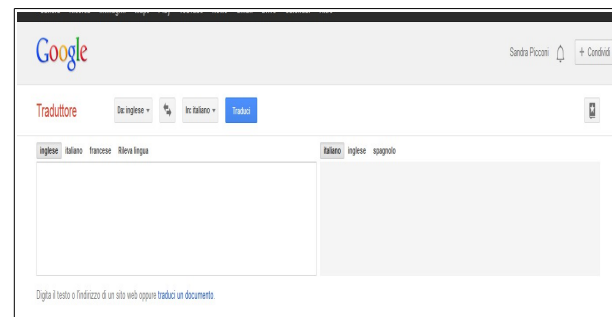 Google
Sandra Picconi + Condividi
Traduttore Da: inglese In: italiano Traduci
inglese italiano francese Rileva lingua italiano inglese spagnolo
Digita il testo o l'indirizzo di un sito web oppure traduci un documento.